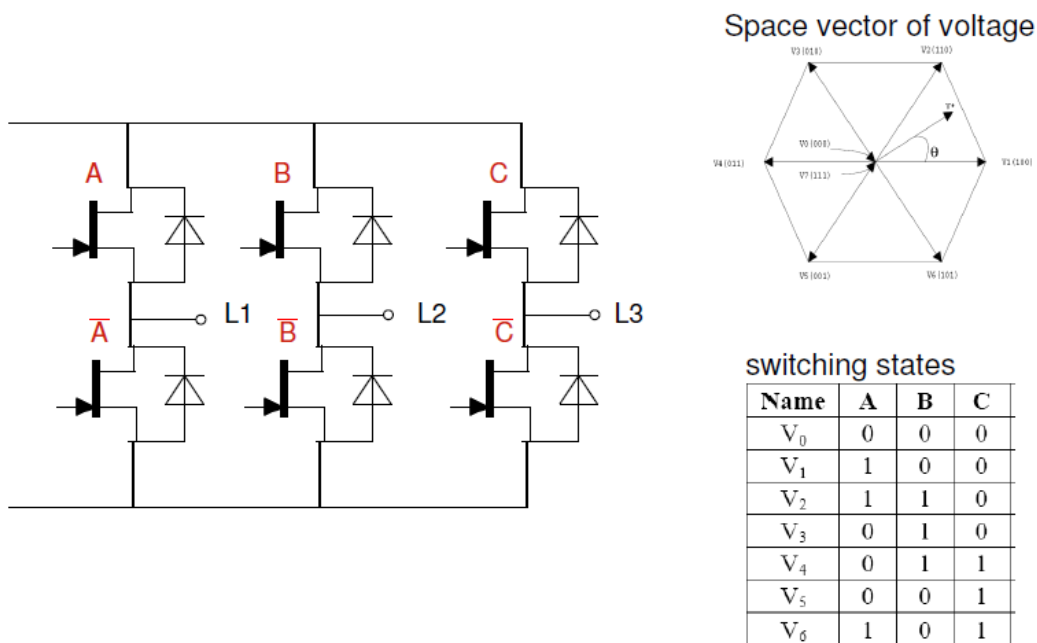 Space vector of voltage
V3(010)
V2(110)
V*
V0(000)
θ
V4(011)
V1(100)
V7(111)
V5(001)
V6(101)
A
B
C
L1
L2
L3
A̅
B̅
C̅
switching states
Name A B C
V₀ 0 0 0
V₁ 1 0 0
V₂ 1 1 0
V₃ 0 1 0
V₄ 0 1 1
V₅ 0 0 1
V₆ 1 0 1